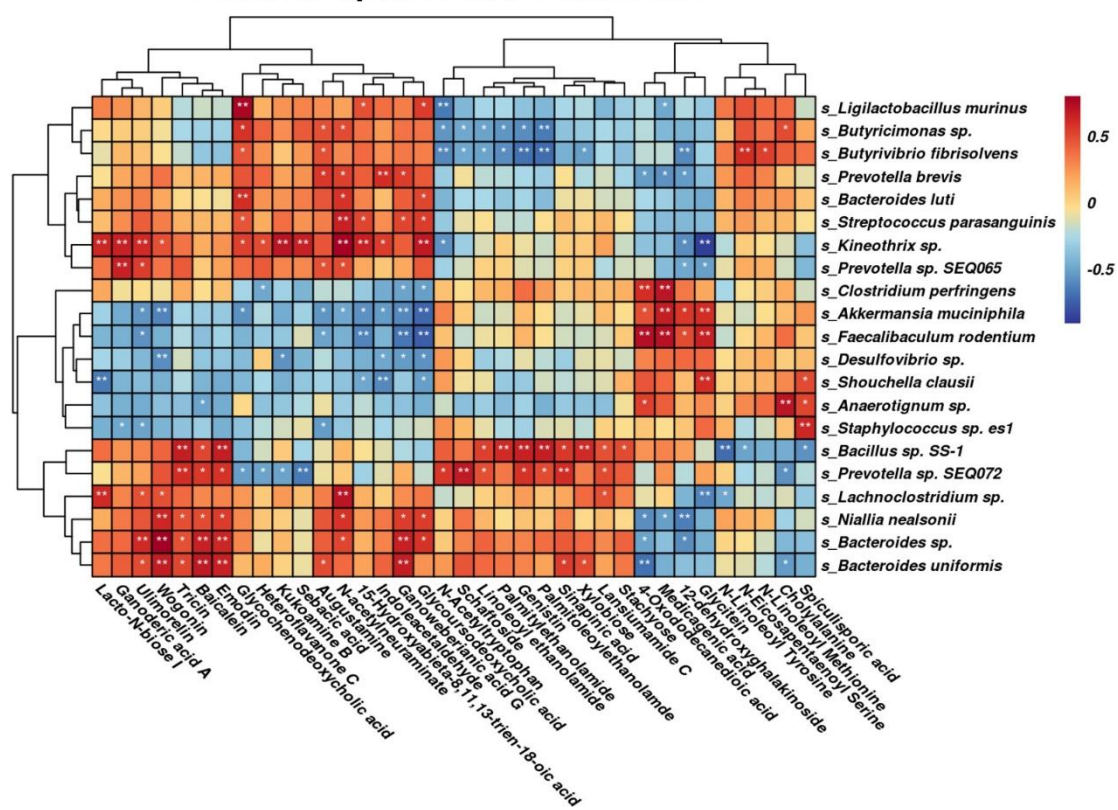 s_Ligilactobacillus murinus
s_Butyricimonas sp.
s_Butyrivibrio fibrisolvens
s_Prevotella brevis
s_Bacteroides luti
s_Streptococcus parasanguinis
s_Kineothrix sp.
s_Prevotella sp. SEQ065
s_Clostridium perfringens
s_Akkermansia muciniphila
s_Faecalibaculum rodentium
s_Desulfovibrio sp.
s_Shouchella clausii
s_Anaerotignum sp.
s_Staphylococcus sp. es1
s_Bacillus sp. SS-1
s_Prevotella sp. SEQ072
s_Lachnoclostridium sp.
s_Niallia nealsonii
s_Bacteroides sp.
s_Bacteroides uniformis
0.5
0
-0.5
Lacto-N-biose I
Ganoderic acid A
Ulimorelin
Wogonin
Tricin
Baicalein
Emodin
Glycochenodeoxycholic acid
Heteroflavanone C
Kukoamine B
Sebacic acid
Augustamine
N-acetylneuraminate
15-Hydroxyabieta-8,11,13-trien-18-oic acid
Indoleacetaldehyde
Ganoweberianic acid G
Glycoursodeoxycholic acid
N-Acetyltryptophan
Schaftoside
Linoleoyl ethanolamide
Palmitylethanolamide
Genistin
Palmitoleoylethanolamde
Sinapinic acid
Xylobiose
Lansiumamide C
Stachyose
4-Oxododecanedioic acid
Medicagenic acid
12-dehydroxyghalakinoside
Glycitein
N-Linoleoyl Tyrosine
N-Eicosapentaenoyl Serine
N-Linoleoyl Methionine
Cholylalanine
Spiculisporic acid